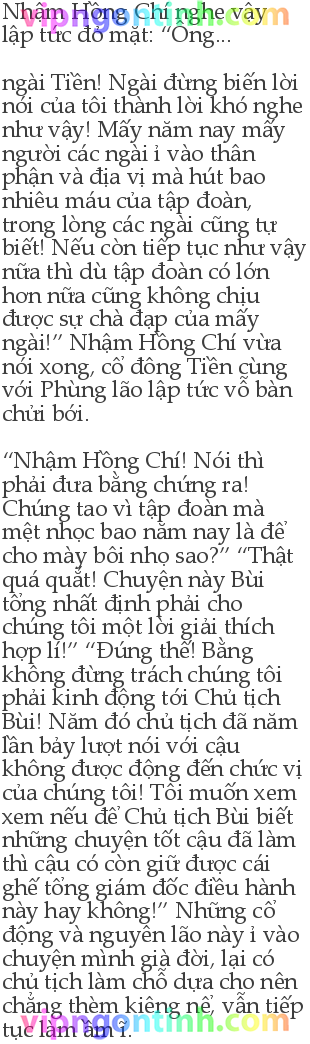 Nhậm Hồng Chí nghe vậy
lập tức đỏ mặt: “Ông...
ngài Tiền! Ngài đừng biến lời
nói của tôi thành lời khó nghe
như vậy! Mấy năm nay mấy
người các ngài ỉ vào thân
phận và địa vị mà hút bao
nhiêu máu của tập đoàn,
trong lòng các ngài cũng tự
biết! Nếu còn tiếp tục như vậy
nữa thì dù tập đoàn có lớn
hơn nữa cũng không chịu
được sự chà đạp của mấy
ngài!” Nhậm Hồng Chí vừa
nói xong, cổ đông Tiền cùng
với Phùng lão lập tức vỗ bàn
chửi bới.
“Nhậm Hồng Chí! Nói thì
phải đưa bằng chứng ra!
Chúng tao vì tập đoàn mà
mệt nhọc bao năm nay là để
cho mày bôi nhọ sao?” “Thật
quá quắt! Chuyện này Bùi
tổng nhất định phải cho
chúng tôi một lời giải thích
hợp lí!” “Đúng thế! Bằng
không đừng trách chúng tôi
phải kinh động tới Chủ tịch
Bùi! Năm đó chủ tịch đã năm
lần bảy lượt nói với cậu
không được động đến chức vị
của chúng tôi! Tôi muốn xem
xem nếu để Chủ tịch Bùi biết
những chuyện tốt cậu đã làm
thì cậu có còn giữ được cái
ghế tổng giám đốc điều hành
này hay không!” Những cổ
động và nguyên lão này ỉ vào
chuyện mình già đời, lại có
chủ tịch làm chỗ dựa cho nên
chẳng thèm kiêng nể, vẫn tiếp
tục làm ầm ĩ.
vipngontinh.com
vipngontinh.com